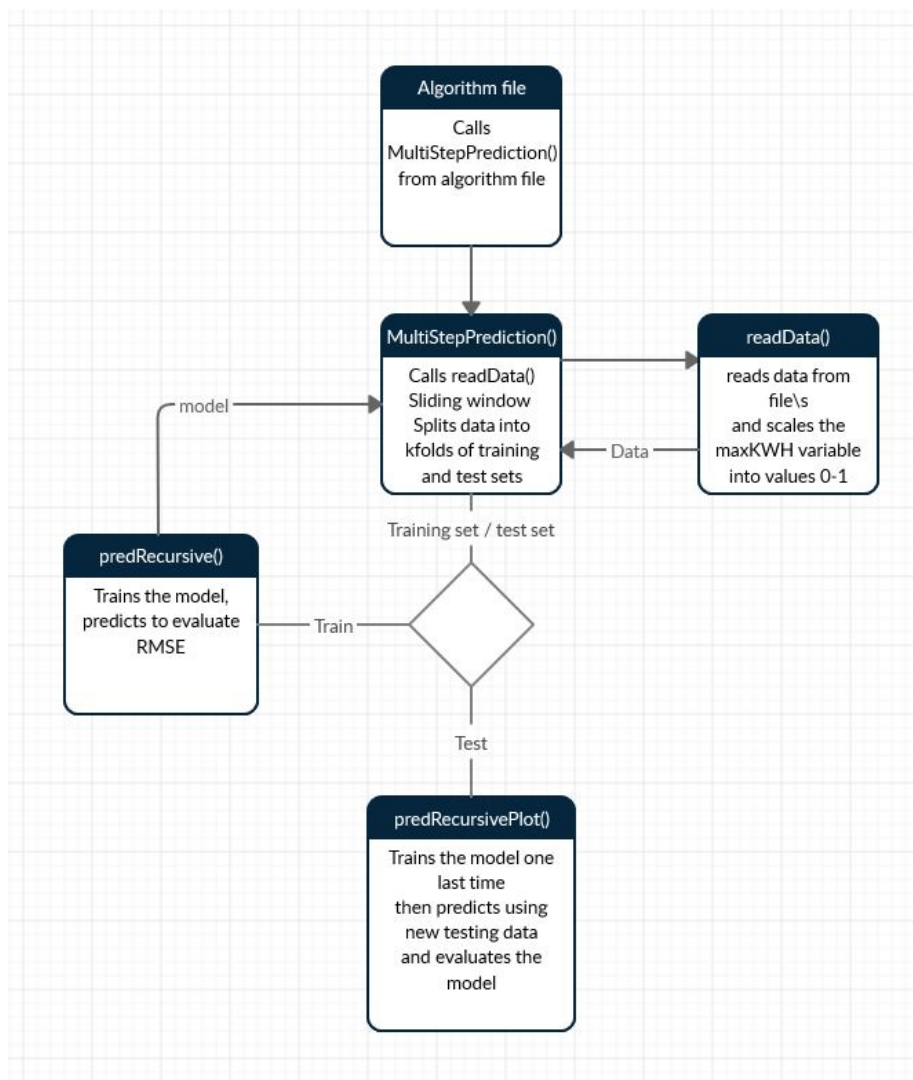 Algorithm file
Calls
MultiStepPrediction()
from algorithm file
MultiStepPrediction()
Calls readData()
Sliding window
Splits data into
kfolds of training
and test sets
readData()
reads data from
file\s
and scales the
maxKWH variable
into values 0-1
model
Data
Training set / test set
predRecursive()
Trains the model,
predicts to evaluate
RMSE
Train
Test
predRecursivePlot()
Trains the model one
last time
then predicts using
new testing data
and evaluates the
model